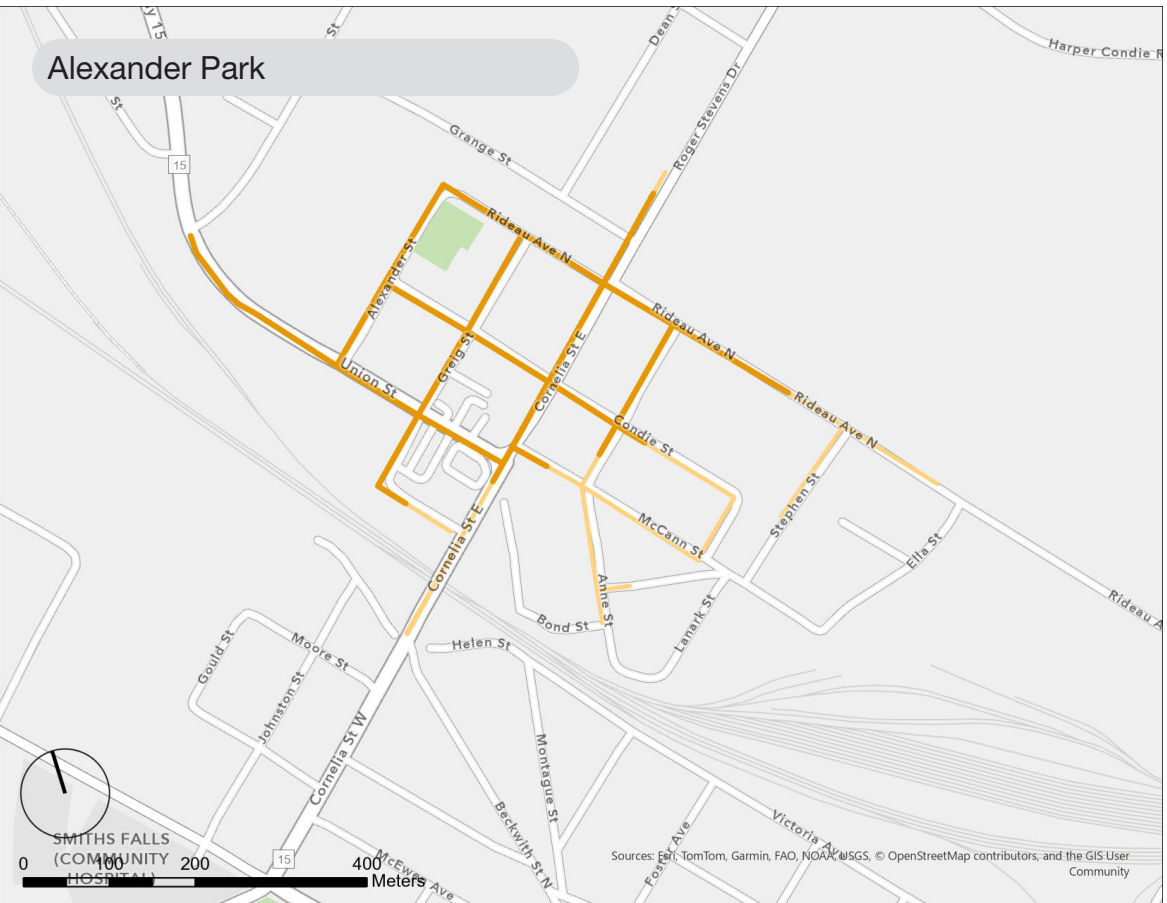 Alexander Park
y 15
St
Dean
Harper Condie R
St
Roger Stevens Dr
Grange St
15
Rideau Ave N
Alexander St
Rideau Ave N
Greig St
Cornelia St E
Union St
Rideau Ave N
Condie St
Stephen St
McCann St
Ella St
Cornelia St E
Anne St
Rideau A
Bond St
Lanark St
Helen St
Moore St
Gould St
Johnston St
Cornelia St W
Montague St
Beckwith St N
Victoria Av
Foster Ave
McEwen Ave
15
SMITHS FALLS
(COMMUNITY
HOSPITAL)
0 100 200 400
Meters
Sources: Esri, TomTom, Garmin, FAO, NOAA, USGS, © OpenStreetMap contributors, and the GIS User
Community